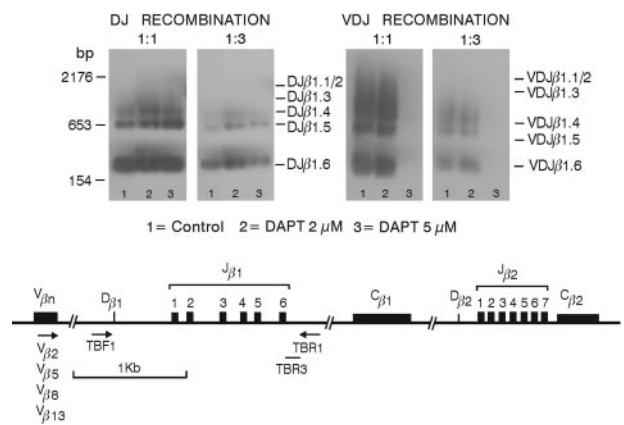 DJ RECOMBINATION VDJ RECOMBINATION
1:1 1:3 1:1 1:3
bp
2176
653
154
DJβ1.1/2
DJβ1.3
DJβ1.4
DJβ1.5
DJβ1.6
VDJβ1.1/2
VDJβ1.3
VDJβ1.4
VDJβ1.5
VDJβ1.6
1 2 3 1 2 3 1 2 3 1 2 3
1= Control 2= DAPT 2 μM 3= DAPT 5 μM
Jβ1 Jβ2
Vβn Dβ1 1 2 3 4 5 6 Cβ1 Dβ2 1 2 3 4 5 6 7 Cβ2
Vβ2 TBF1 TBR1
Vβ5 TBR3
1Kb
Vβ8
Vβ13